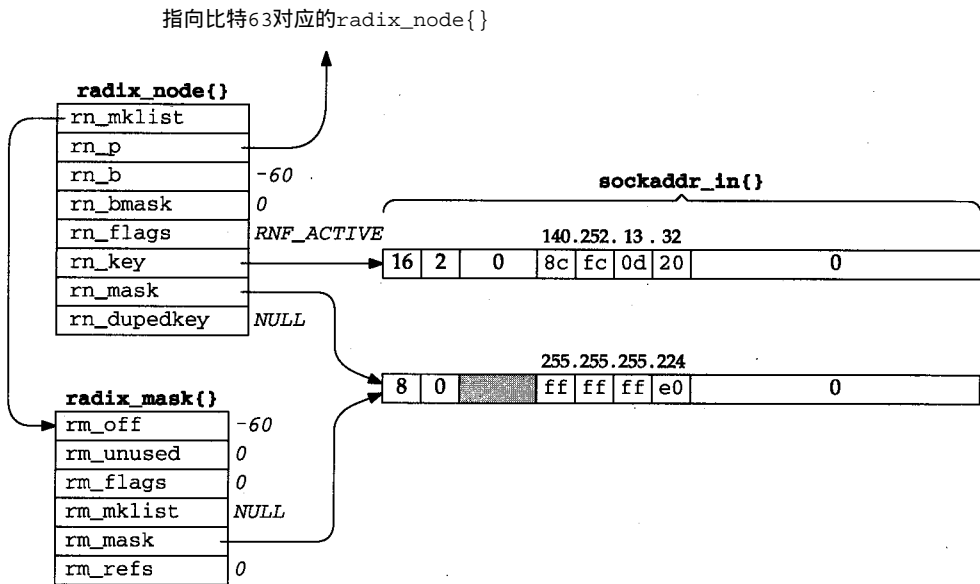 指向比特63对应的radix_node{}
radix_node{}
rn_mklist
rn_p
rn_b -60
rn_bmask 0
rn_flags RNF_ACTIVE
rn_key
rn_mask
rn_dupedkey NULL
sockaddr_in{}
140.252. 13 . 32
16 2 0 8c fc 0d 20 0
255.255.255.224
8 0 ff ff ff e0 0
radix_mask{}
rm_off -60
rm_unused 0
rm_flags 0
rm_mklist NULL
rm_mask
rm_refs 0